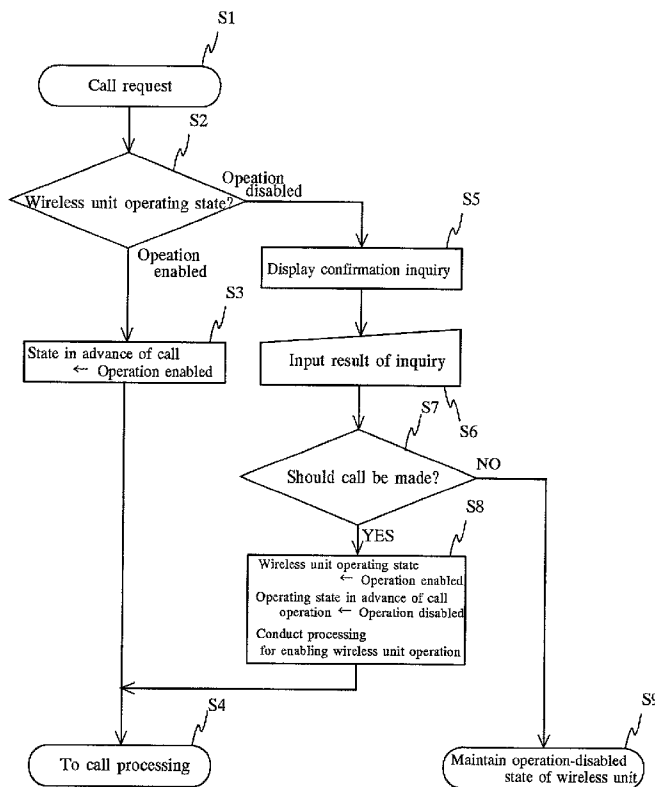 S1
Call request
S2
Wireless unit operating state?
Opeation
disabled
Opeation
enabled
S3
State in advance of call
← Operation enabled
S5
Display confirmation inquiry
Input result of inquiry
S6
S7
Should call be made?
NO
YES
S8
Wireless unit operating state
← Operation enabled
Operating state in advance of call
operation ← Operation disabled
Conduct processing
for enabling wireless unit operation
S4
To call processing
S9
Maintain operation-disabled
state of wireless unit